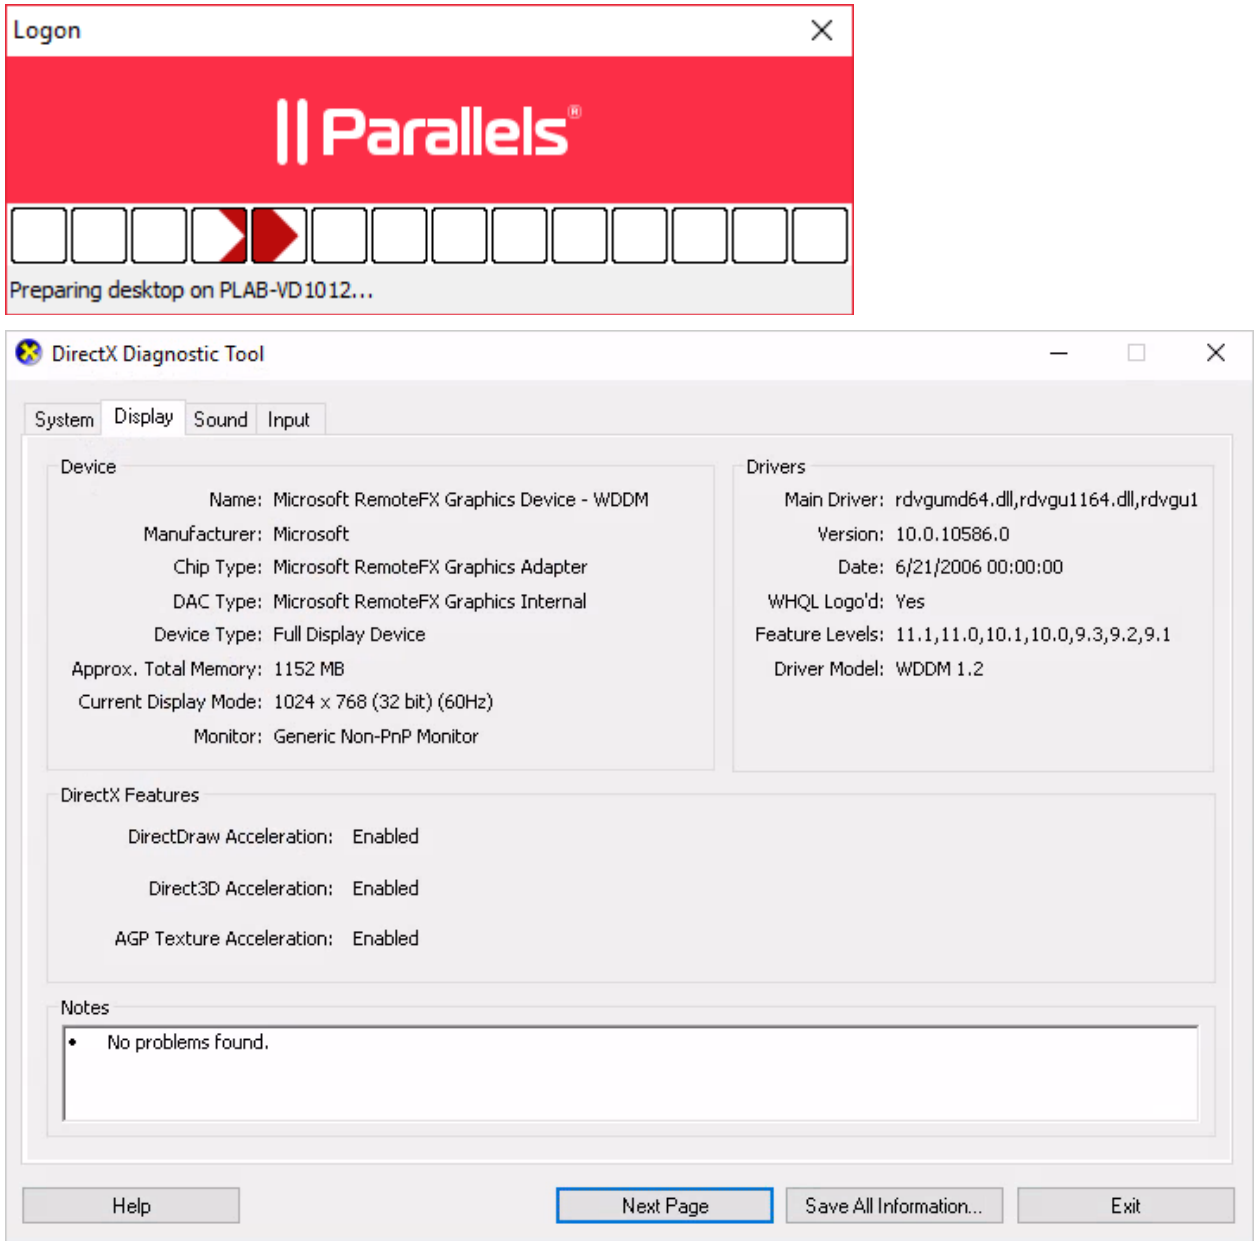 Logon
Parallels®
Preparing desktop on PLAB-VD1012...
DirectX Diagnostic Tool
System Display Sound Input
Device
Name: Microsoft RemoteFX Graphics Device - WDDM
Manufacturer: Microsoft
Chip Type: Microsoft RemoteFX Graphics Adapter
DAC Type: Microsoft RemoteFX Graphics Internal
Device Type: Full Display Device
Approx. Total Memory: 1152 MB
Current Display Mode: 1024 x 768 (32 bit) (60Hz)
Monitor: Generic Non-PnP Monitor
Drivers
Main Driver: rdvgumd64.dll,rdvgu1164.dll,rdvgu1
Version: 10.0.10586.0
Date: 6/21/2006 00:00:00
WHQL Logo'd: Yes
Feature Levels: 11.1,11.0,10.1,10.0,9.3,9.2,9.1
Driver Model: WDDM 1.2
DirectX Features
DirectDraw Acceleration: Enabled
Direct3D Acceleration: Enabled
AGP Texture Acceleration: Enabled
Notes
• No problems found.
Help Next Page Save All Information... Exit